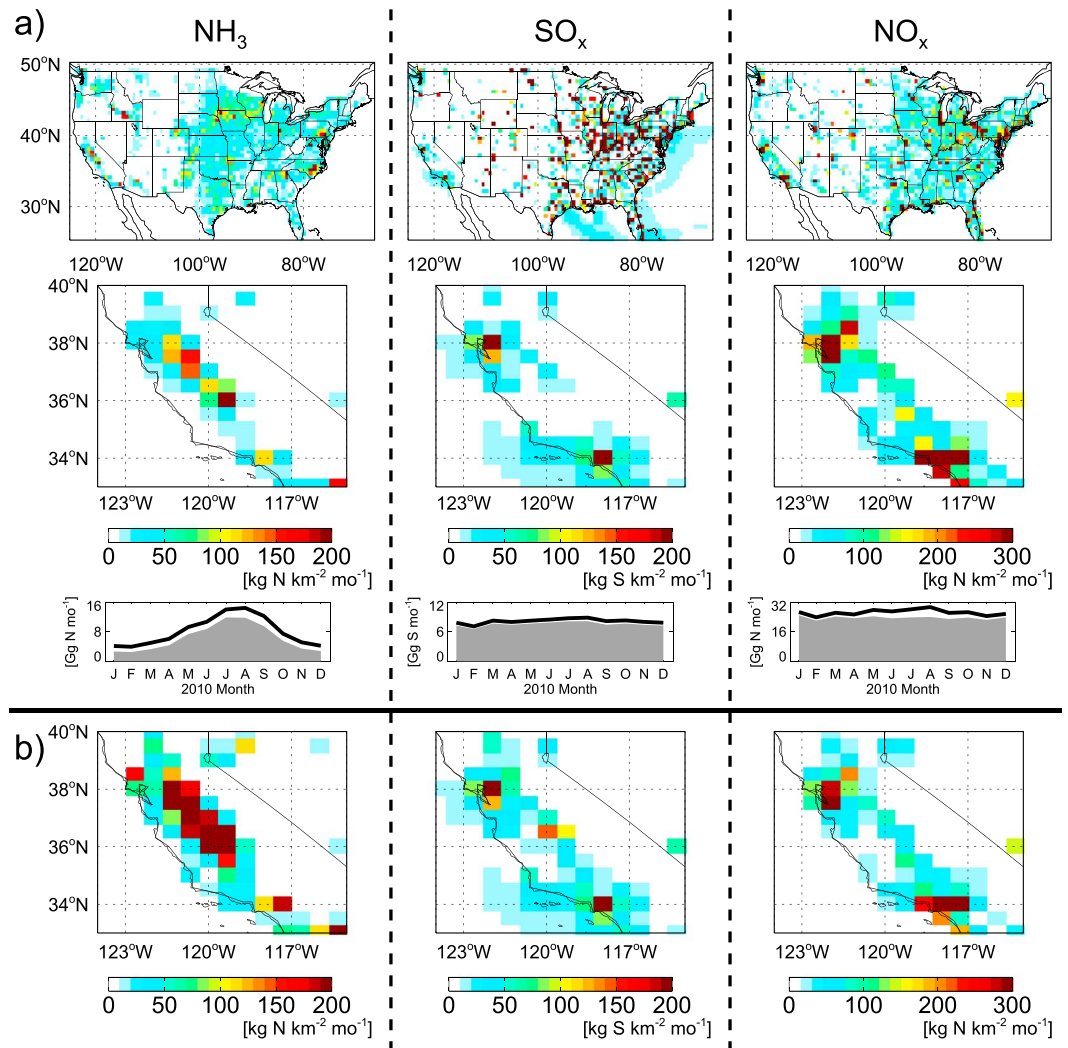 a)
NH3 SOx NOx
50°N
40°N
30°N
120°W 100°W 80°W 120°W 100°W 80°W 120°W 100°W 80°W
40°N
38°N
36°N
34°N
123°W 120°W 117°W 123°W 120°W 117°W 123°W 120°W 117°W
0 50 100 150 200 0 50 100 150 200 0 100 200 300
[kg N km-2 mo-1] [kg S km-2 mo-1] [kg N km-2 mo-1]
16 12 32
8 6 16
0 0 0
[Gg N mo-1] [Gg S mo-1] [Gg N mo-1]
J F M A M J J A S O N D J F M A M J J A S O N D J F M A M J J A S O N D
2010 Month 2010 Month 2010 Month
b)
40°N
38°N
36°N
34°N
123°W 120°W 117°W 123°W 120°W 117°W 123°W 120°W 117°W
0 50 100 150 200 0 50 100 150 200 0 100 200 300
[kg N km-2 mo-1] [kg S km-2 mo-1] [kg N km-2 mo-1]